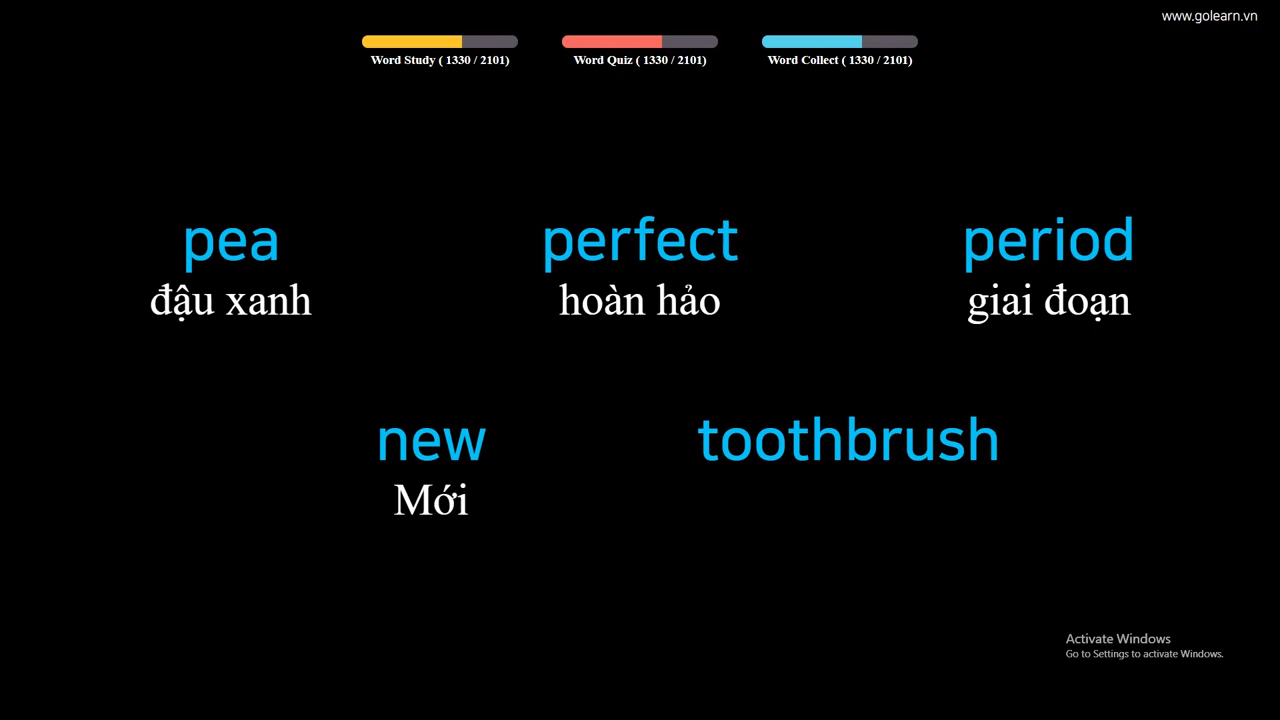 www.golearn.vn
Word Study ( 1330 / 2101) Word Quiz ( 1330 / 2101) Word Collect ( 1330 / 2101)
pea perfect period
đậu xanh hoàn hảo giai đoạn
new toothbrush
Mới
Activate Windows
Go to Settings to activate Windows.